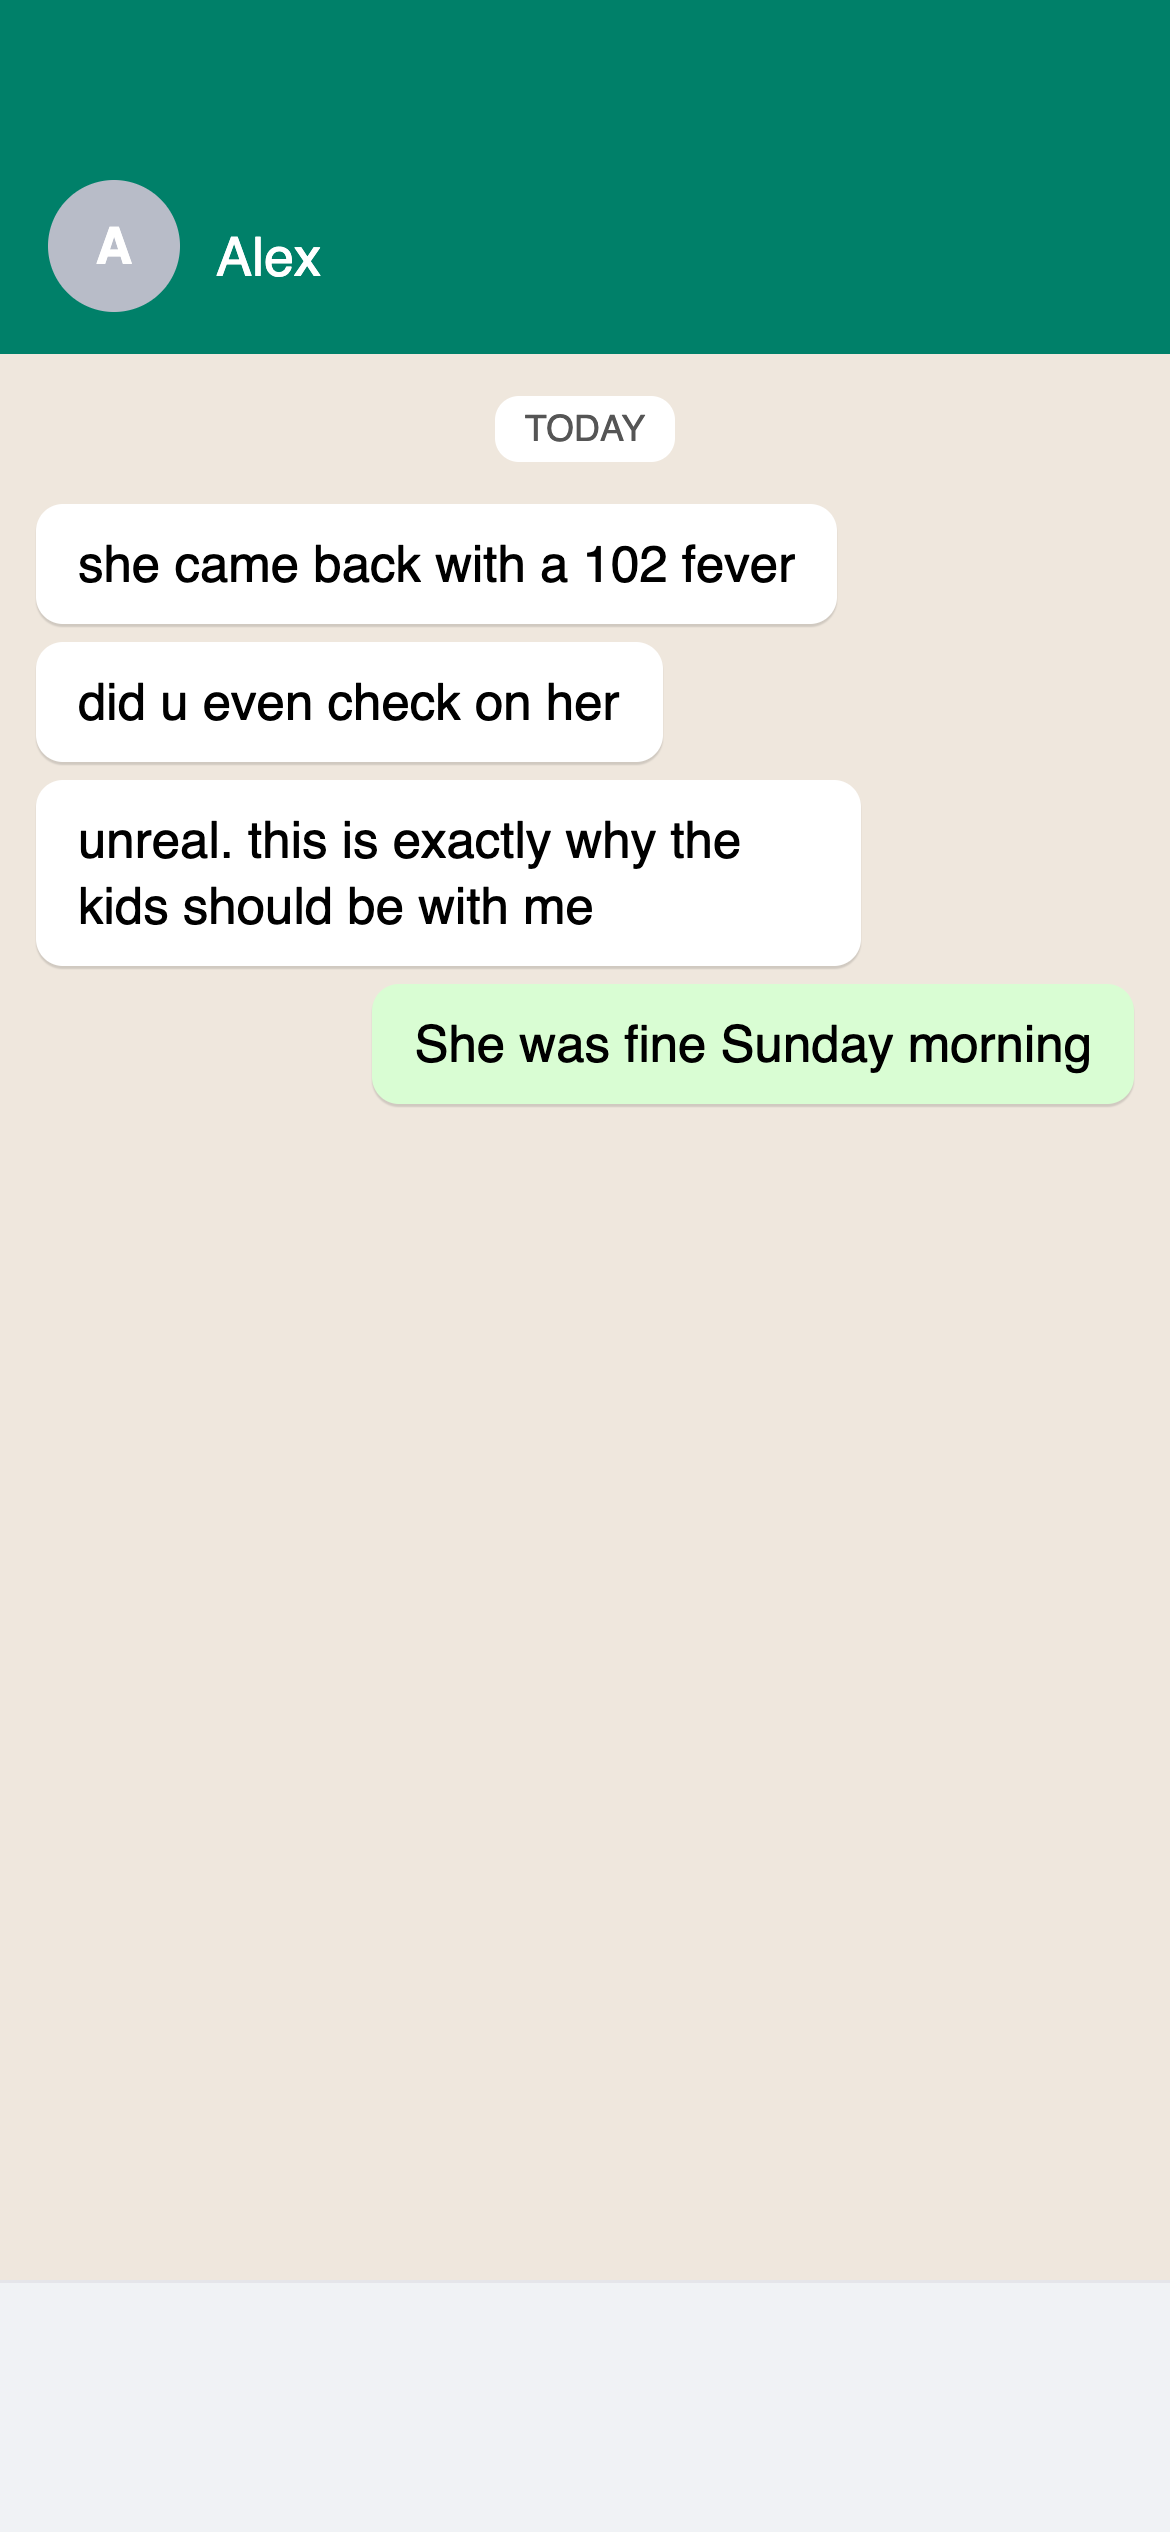 A
Alex
TODAY
she came back with a 102 fever
did u even check on her
unreal. this is exactly why the
kids should be with me
She was fine Sunday morning